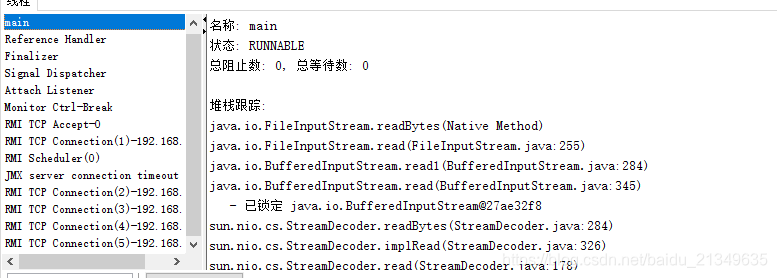 线程
main
Reference Handler
Finalizer
Signal Dispatcher
Attach Listener
Monitor Ctrl-Break
RMI TCP Accept-0
RMI TCP Connection(1)-192.168.
RMI Scheduler(0)
JMX server connection timeout
RMI TCP Connection(2)-192.168.
RMI TCP Connection(3)-192.168.
RMI TCP Connection(4)-192.168.
RMI TCP Connection(5)-192.168.
名称: main
状态: RUNNABLE
总阻止数: 0, 总等待数: 0
堆栈跟踪:
java.io.FileInputStream.readBytes(Native Method)
java.io.FileInputStream.read(FileInputStream.java:255)
java.io.BufferedInputStream.read1(BufferedInputStream.java:284)
java.io.BufferedInputStream.read(BufferedInputStream.java:345)
- 已锁定 java.io.BufferedInputStream@27ae32f8
sun.nio.cs.StreamDecoder.readBytes(StreamDecoder.java:284)
sun.nio.cs.StreamDecoder.implRead(StreamDecoder.java:326)
sun.nio.cs.StreamDecoder.read(StreamDecoder.java:178)
https://blog.csdn.net/baidu_21349635